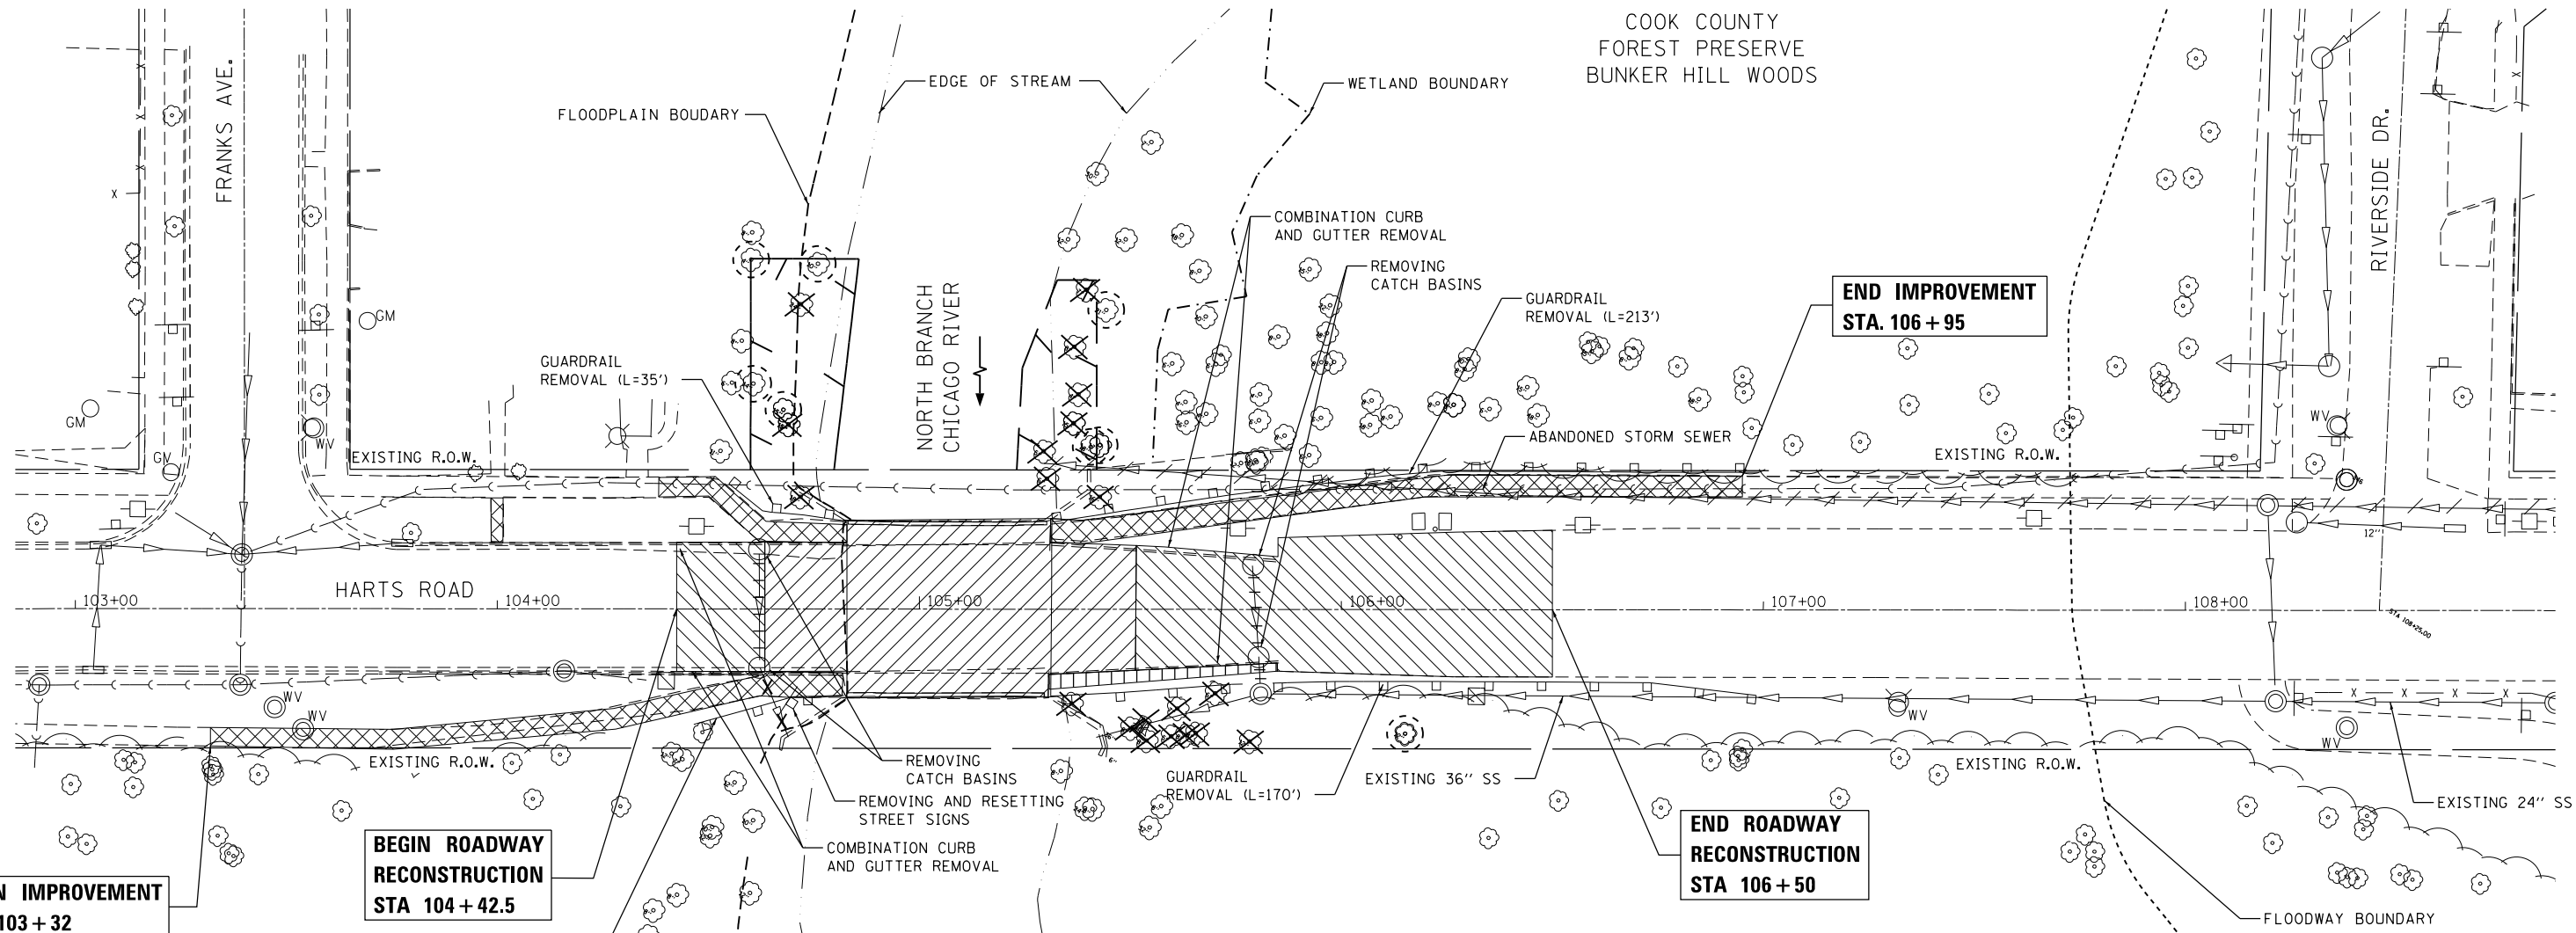 COOK COUNTY
FOREST PRESERVE
BUNKER HILL WOODS
FRANKS AVE.
EDGE OF STREAM
WETLAND BOUNDARY
FLOODPLAIN BOUDARY
RIVERSIDE DR.
COMBINATION CURB
AND GUTTER REMOVAL
REMOVING
CATCH BASINS
GUARDRAIL
REMOVAL (L=213')
END IMPROVEMENT
STA. 106+95
NORTH BRANCH
CHICAGO RIVER
GM
GM
GUARDRAIL
REMOVAL (L=35')
WV
WV
GV
EXISTING R.O.W.
ABANDONED STORM SEWER
EXISTING R.O.W.
12"
HARTS ROAD
103+00
104+00
105+00
106+00
107+00
108+00
STA 108+25.00
WV
WV
WV
WV
EXISTING R.O.W.
REMOVING
CATCH BASINS
REMOVING AND RESETTING
STREET SIGNS
COMBINATION CURB
AND GUTTER REMOVAL
6"
GUARDRAIL
REMOVAL (L=170')
EXISTING 36" SS
EXISTING R.O.W.
EXISTING 24" SS
BEGIN ROADWAY
RECONSTRUCTION
STA 104+42.5
END ROADWAY
RECONSTRUCTION
STA 106+50
N IMPROVEMENT
103+32
FLOODWAY BOUNDARY